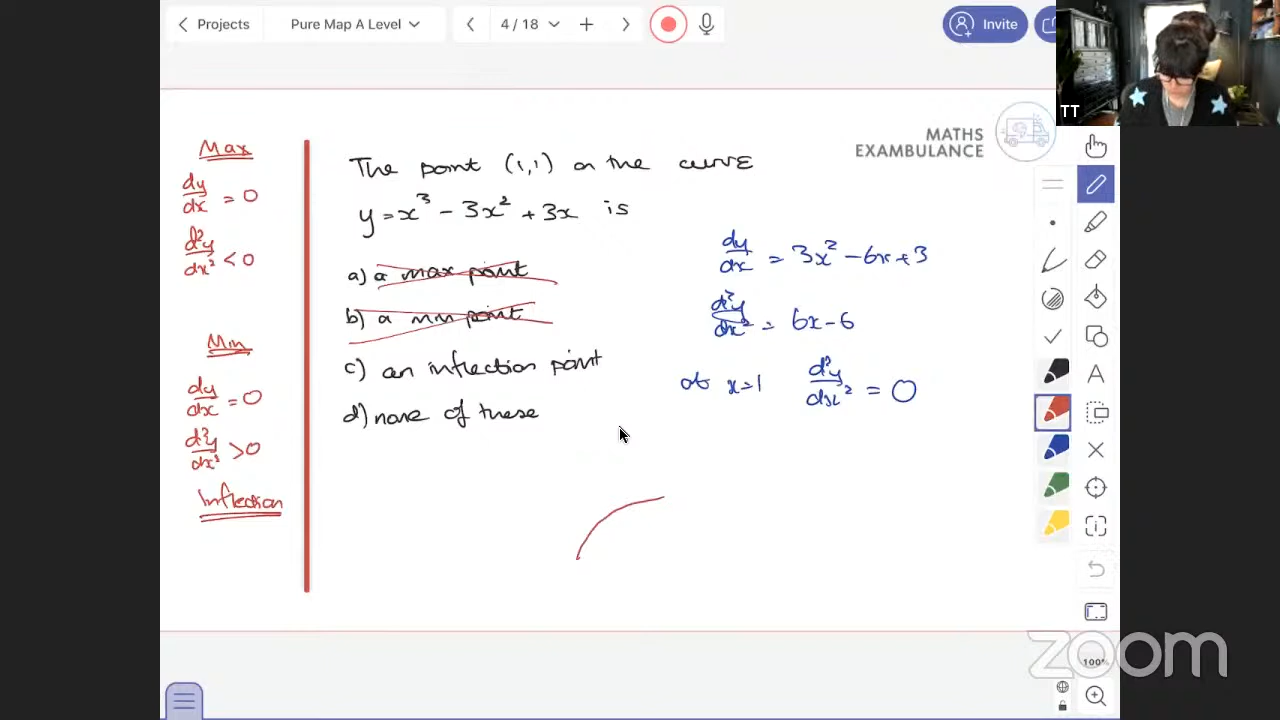 Projects
Pure Map A Level
4 / 18
Invite
TT
MATHS
EXAMBULANCE
Max
dy/dx = 0
d²y/dx² < 0
Min
dy/dx = 0
d²y/dx² > 0
Inflection
The point (1,1) on the curve
y = x³ - 3x² + 3x is
a) a max point
b) a min point
c) an inflection point
d) none of these
dy/dx = 3x² - 6x + 3
d²y/dx² = 6x - 6
at x=1 d²y/dx² = 0
A
zoom
100%